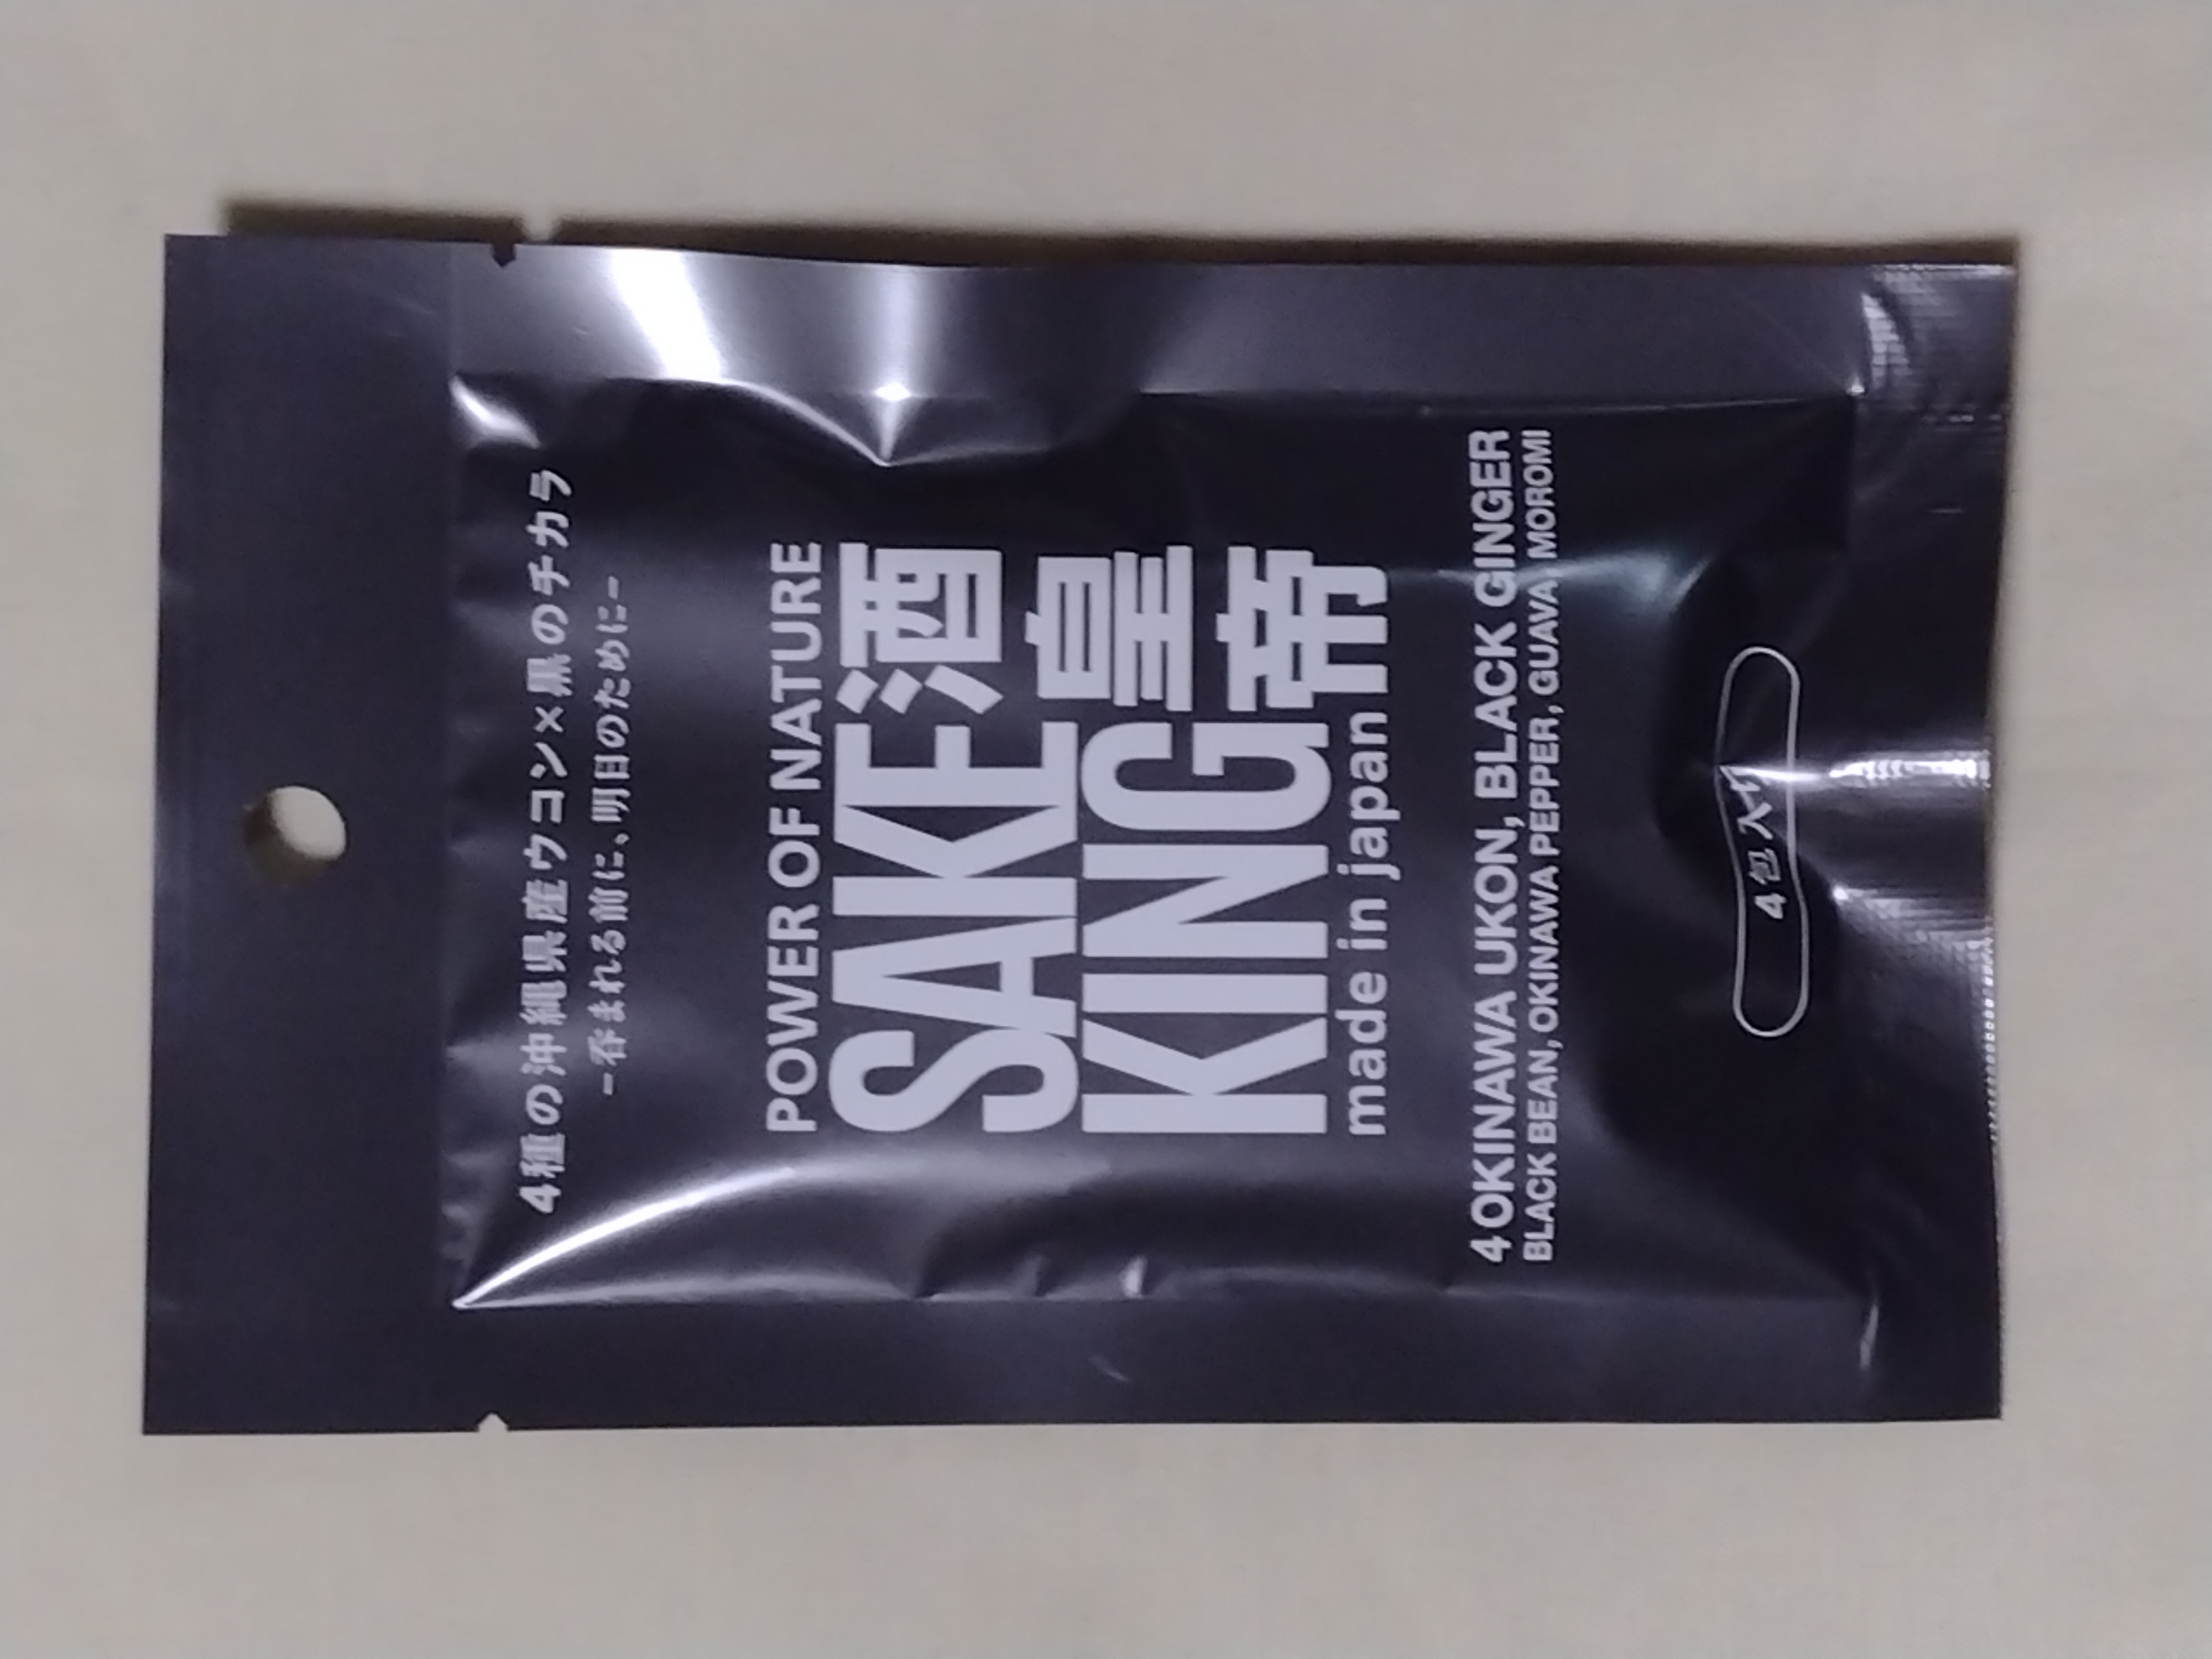 4種の沖縄県産ウコン×黒のチカラ
−呑まれる前に、明日のために−
POWER OF NATURE
SAKE
KING
酒皇帝
made in japan
4 OKINAWA UKON, BLACK GINGER
BLACK BEAN, OKINAWA PEPPER, GUAVA MOROMI
4包入り